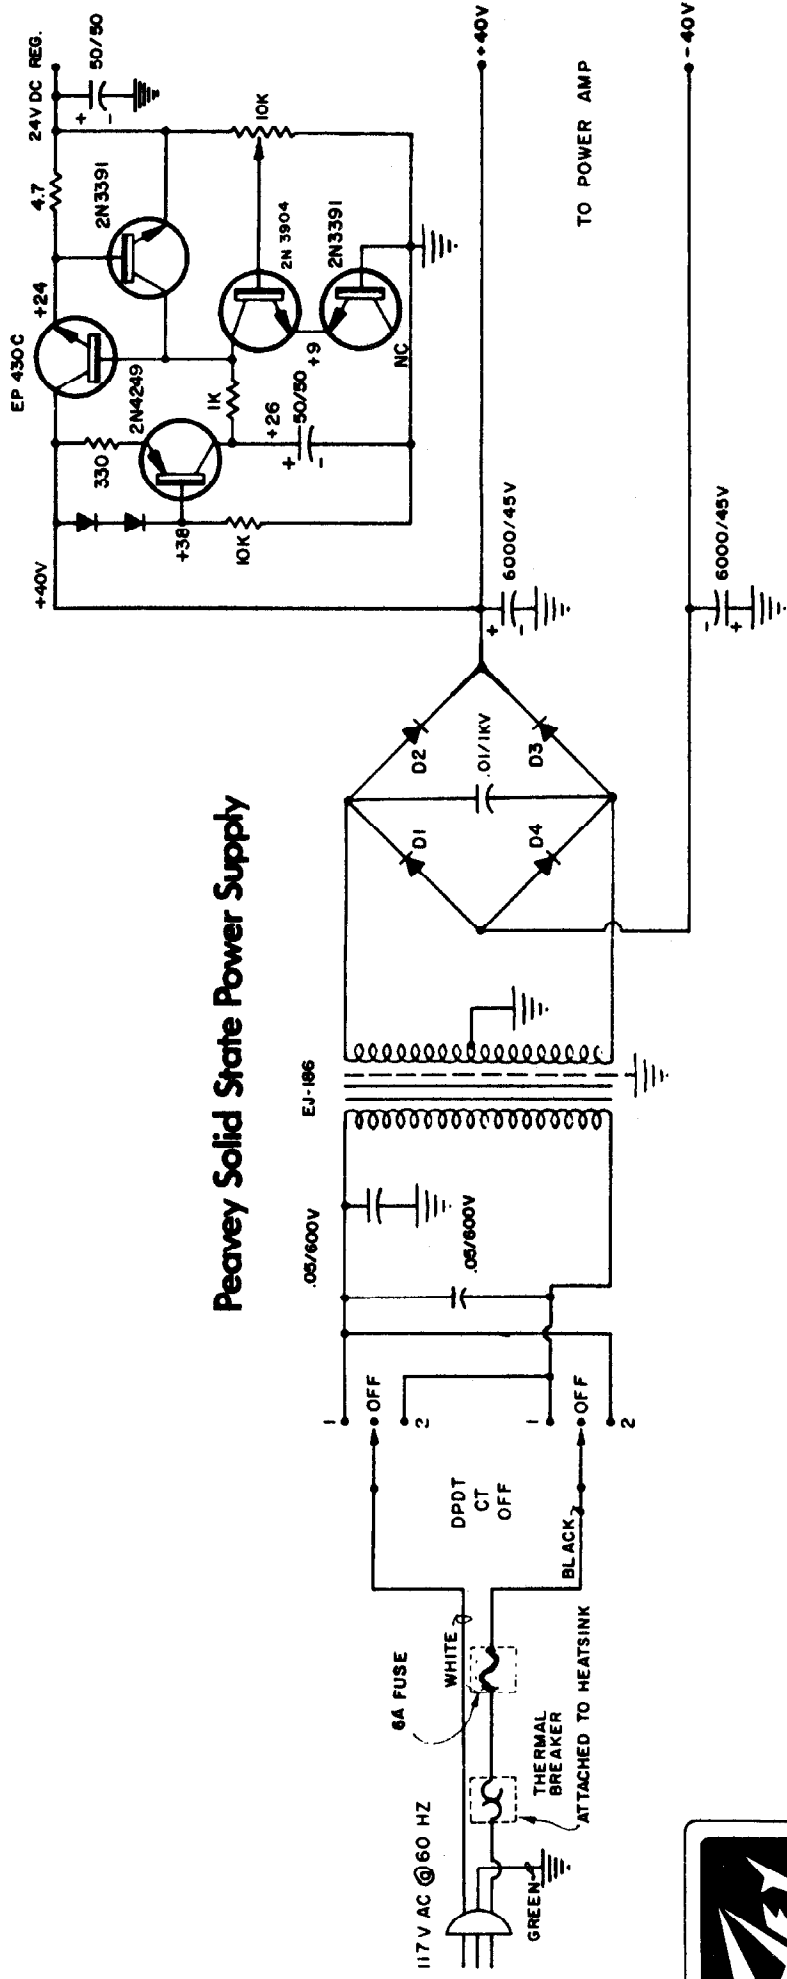 Peavey Solid State Power Supply
117V AC @ 60 HZ
GREEN
THERMAL
BREAKER
ATTACHED TO HEATSINK
6A FUSE
WHITE
BLACK
DPDT
CT
OFF
1
OFF
2
1
OFF
2
.05/600V
.05/600V
EJ-186
D1
D2
D3
D4
.01/1KV
6000/45V
+
-
6000/45V
-
+
+40V
-40V
TO POWER AMP
+40V
+38
10K
330
2N4249
1K
+26
50/50
+
-
EP 430C
+24
4.7
24V DC REG.
50/50
+
-
2N3391
10K
2N 3904
+9
2N3391
NC